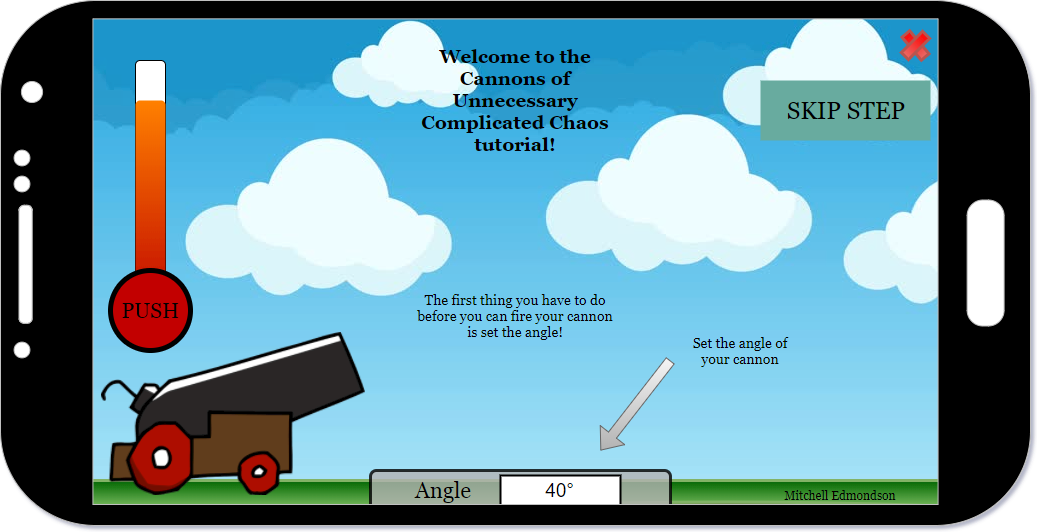 Welcome to the
Cannons of
Unnecessary
Complicated Chaos
tutorial!
SKIP STEP
PUSH
The first thing you have to do
before you can fire your cannon
is set the angle!
Set the angle of
your cannon
Angle
40°
Mitchell Edmondson